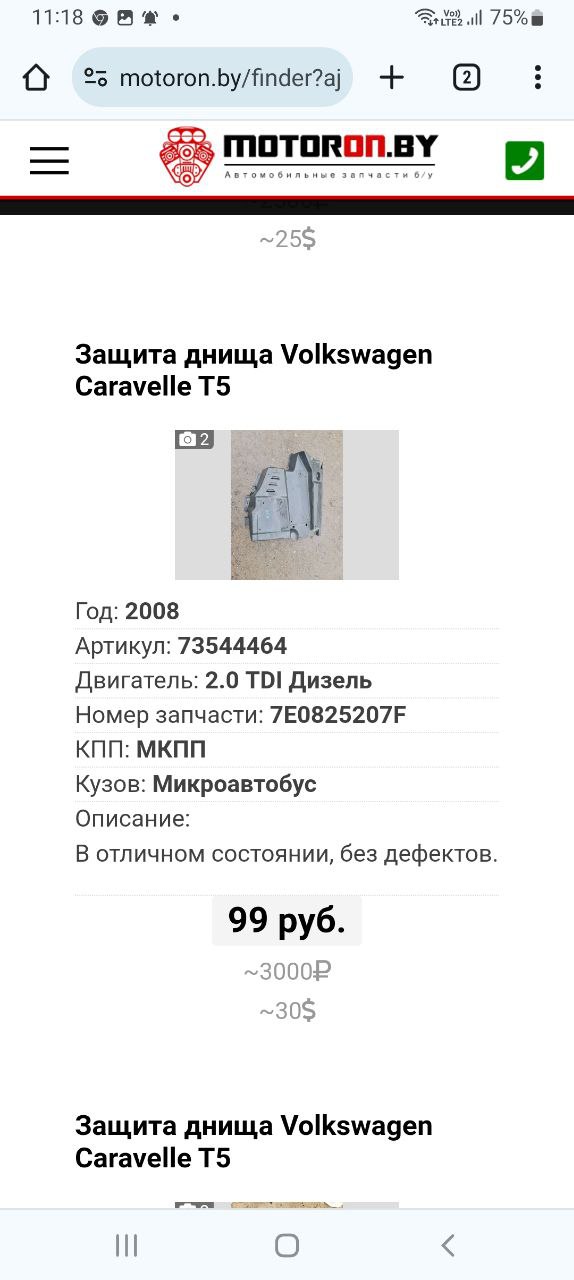 11:18
Vo))
LTE2
75%
motoron.by/finder?aj
2
MOTORON.BY
Автомобильные запчасти б/у
~25$
Защита днища Volkswagen
Caravelle T5
2
Год: 2008
Артикул: 73544464
Двигатель: 2.0 TDI Дизель
Номер запчасти: 7E0825207F
КПП: МКПП
Кузов: Микроавтобус
Описание:
В отличном состоянии, без дефектов.
99 руб.
~3000₽
~30$
Защита днища Volkswagen
Caravelle T5